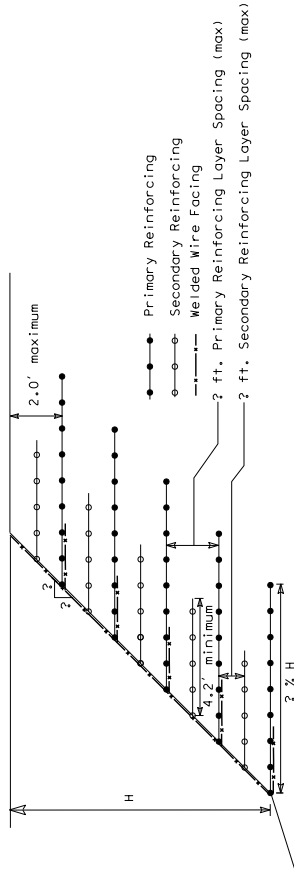 2.0' maximum
Primary Reinforcing
Secondary Reinforcing
Welded Wire Facing
? ft. Primary Reinforcing Layer Spacing (max)
? ft. Secondary Reinforcing Layer Spacing (max)
?
?
4.2' minimum
H
? % H